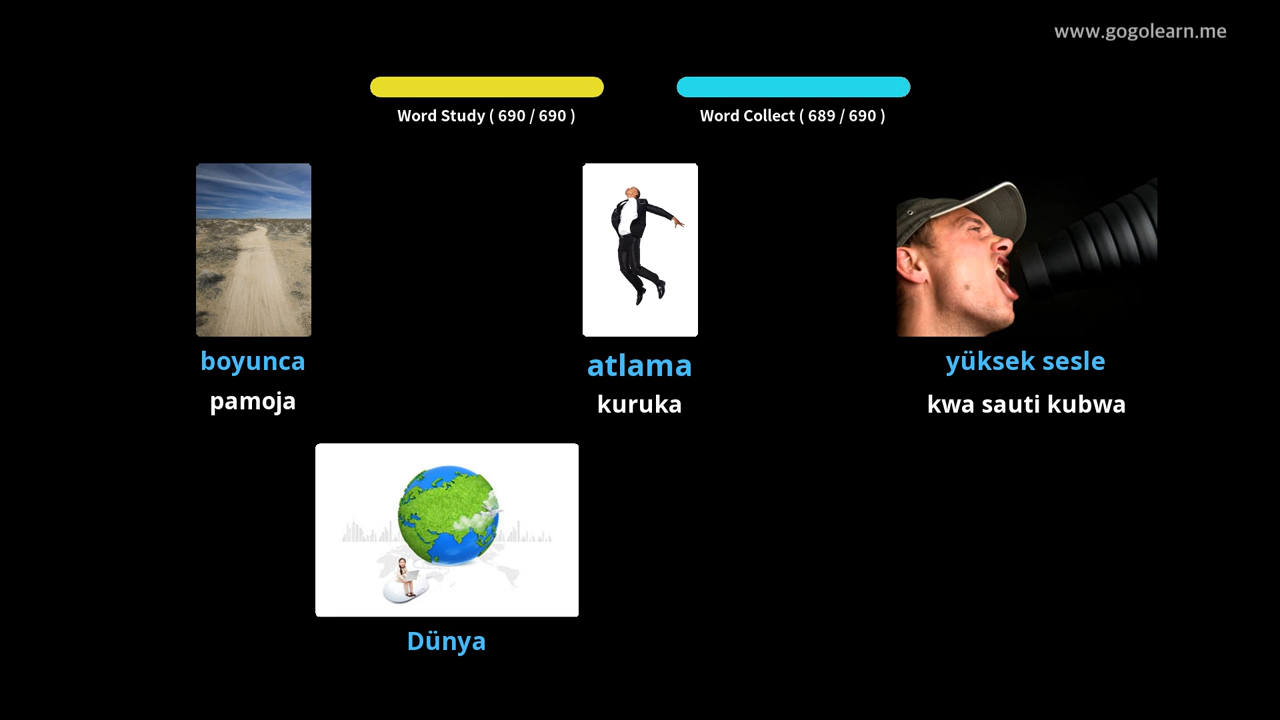 www.gogolearn.me
Word Study ( 690 / 690 )
Word Collect ( 689 / 690 )
boyunca
pamoja
atlama
kuruka
yüksek sesle
kwa sauti kubwa
Dünya